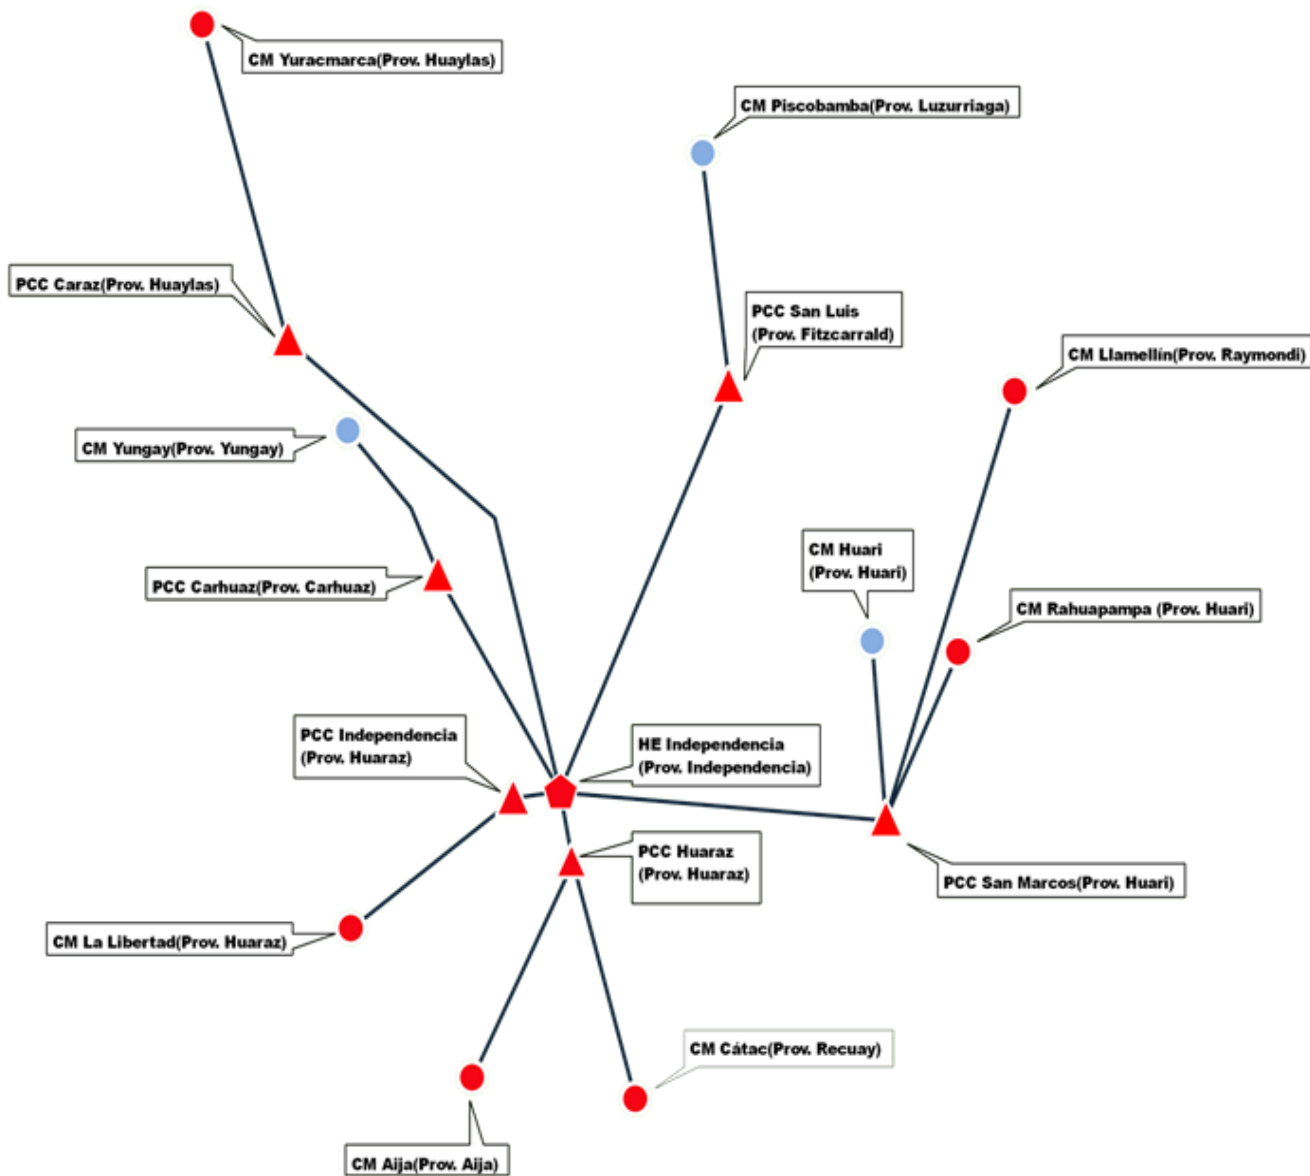 CM Yuracmarca(Prov. Huaylas)
CM Piscobamba(Prov. Luzurriaga)
PCC Caraz(Prov. Huaylas)
PCC San Luis
(Prov. Fitzcarrald)
CM Llamellín(Prov. Raymondi)
CM Yungay(Prov. Yungay)
CM Huari
(Prov. Huari)
PCC Carhuaz(Prov. Carhuaz)
CM Rahuapampa (Prov. Huari)
PCC Independencia
(Prov. Huaraz)
HE Independencia
(Prov. Independencia)
PCC Huaraz
(Prov. Huaraz)
PCC San Marcos(Prov. Huari)
CM La Libertad(Prov. Huaraz)
CM Cátac(Prov. Recuay)
CM Aija(Prov. Aija)